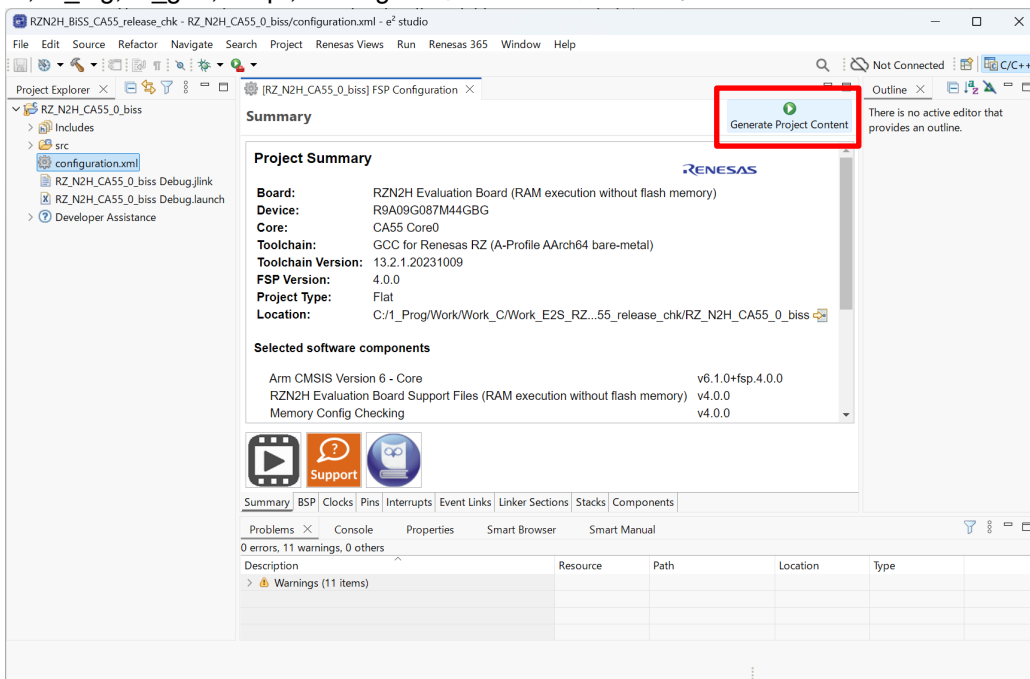 RZN2H_BiSS_CA55_release_chk - RZ_N2H_CA55_0_biss/configuration.xml - e² studio
File Edit Source Refactor Navigate Search Project Renesas Views Run Renesas 365 Window Help
Not Connected C/C++
Project Explorer
[RZ_N2H_CA55_0_biss] FSP Configuration
Outline
RZ_N2H_CA55_0_biss
Includes
src
configuration.xml
RZ_N2H_CA55_0_biss Debug.jlink
RZ_N2H_CA55_0_biss Debug.launch
Developer Assistance
Summary
Generate Project Content
There is no active editor that
provides an outline.
Project Summary
RENESAS
Board: RZN2H Evaluation Board (RAM execution without flash memory)
Device: R9A09G087M44GBG
Core: CA55 Core0
Toolchain: GCC for Renesas RZ (A-Profile AArch64 bare-metal)
Toolchain Version: 13.2.1.20231009
FSP Version: 4.0.0
Project Type: Flat
Location: C:/1_Prog/Work/Work_C/Work_E2S_RZ...55_release_chk/RZ_N2H_CA55_0_biss
Selected software components
Arm CMSIS Version 6 - Core v6.1.0+fsp.4.0.0
RZN2H Evaluation Board Support Files (RAM execution without flash memory) v4.0.0
Memory Config Checking v4.0.0
Support
Summary BSP Clocks Pins Interrupts Event Links Linker Sections Stacks Components
Problems Console Properties Smart Browser Smart Manual
0 errors, 11 warnings, 0 others
Description Resource Path Location Type
Warnings (11 items)